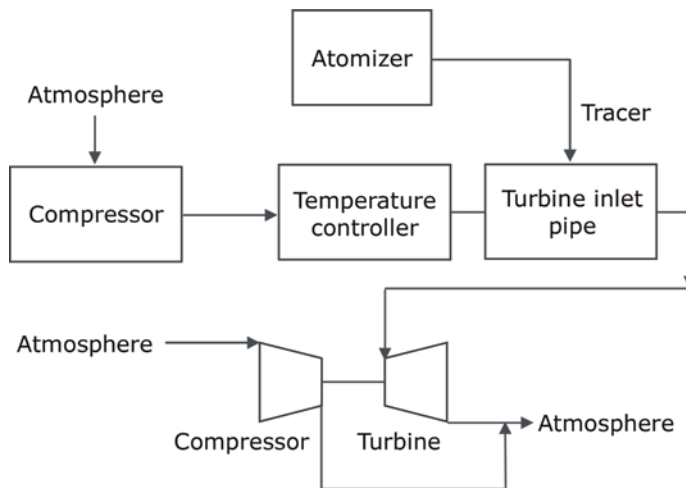 Atomizer
Atmosphere
Tracer
Compressor
Temperature
controller
Turbine inlet
pipe
Atmosphere
Compressor
Turbine
Atmosphere